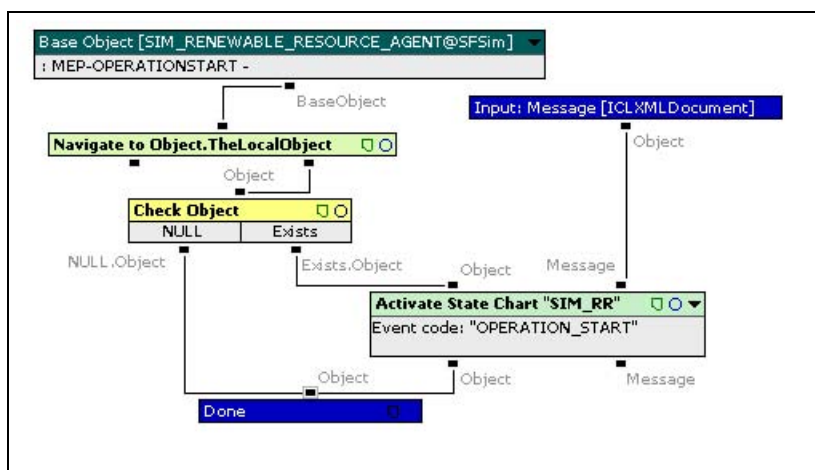 Base Object [SIM_RENEWABLE_RESOURCE_AGENT@SFSim]
: MEP-OPERATIONSTART -
BaseObject
Input: Message [ICLXMLDocument]
Object
Navigate to Object.TheLocalObject
Object
Check Object
NULL Exists
NULL.Object
Exists.Object
Object
Message
Activate State Chart "SIM_RR"
Event code: "OPERATION_START"
Object
Object
Message
Done